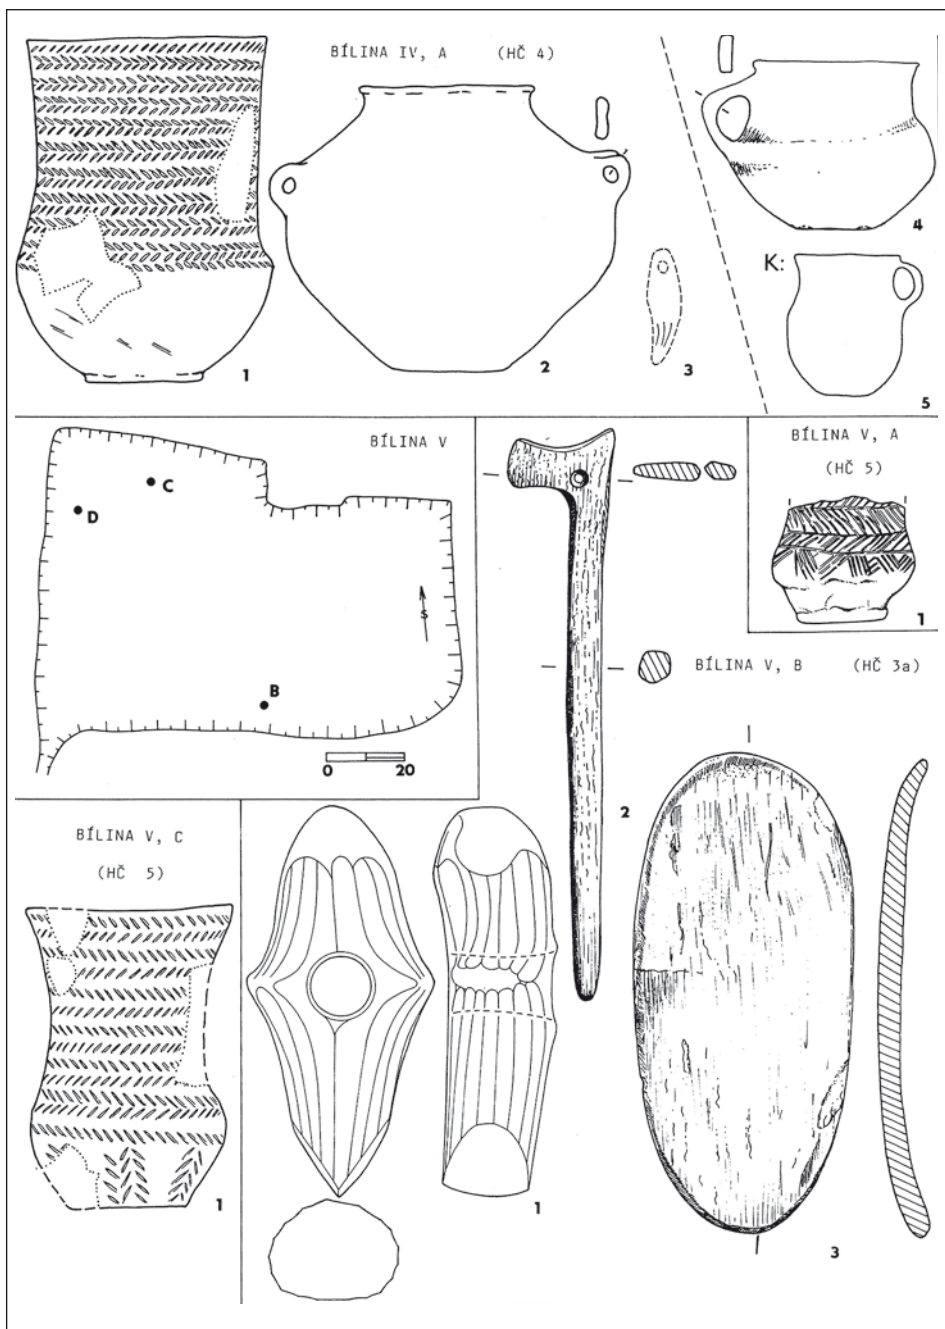 BÍLINA IV, A (HČ 4)
1
2
3
4
K:
5
BÍLINA V
C
D
S
B
0 20
2
BÍLINA V, A
(HČ 5)
1
BÍLINA V, B (HČ 3a)
BÍLINA V, C
(HČ 5)
1
1
3